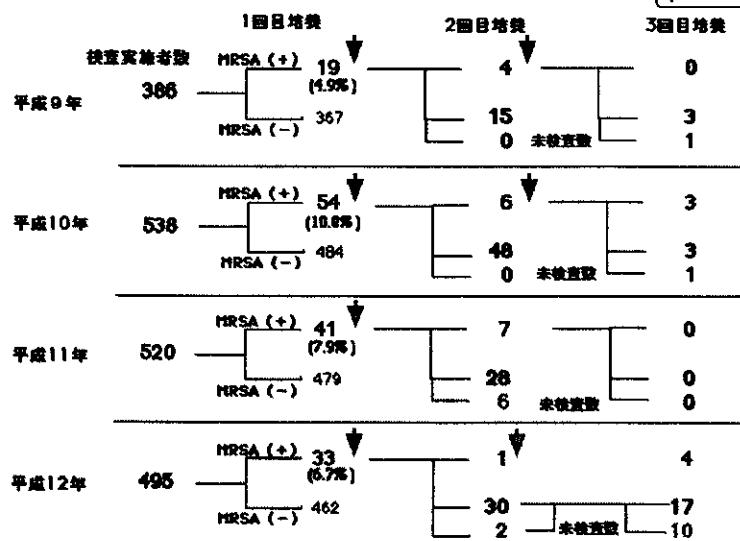 1回目培養 2回目培養 3回目培養
検査実施者数
平成9年 386 MRSA (+) 19 4 0
(4.9%)
MRSA (-) 367 15 3
0 未検査数 1
平成10年 538 MRSA (+) 54 6 3
(10.0%)
MRSA (-) 484 48 3
0 未検査数 1
平成11年 520 MRSA (+) 41 7 0
(7.9%)
MRSA (-) 479 28 0
6 未検査数 0
平成12年 495 MRSA (+) 33 1 4
(6.7%)
MRSA (-) 462 30 17
2 未検査数 10